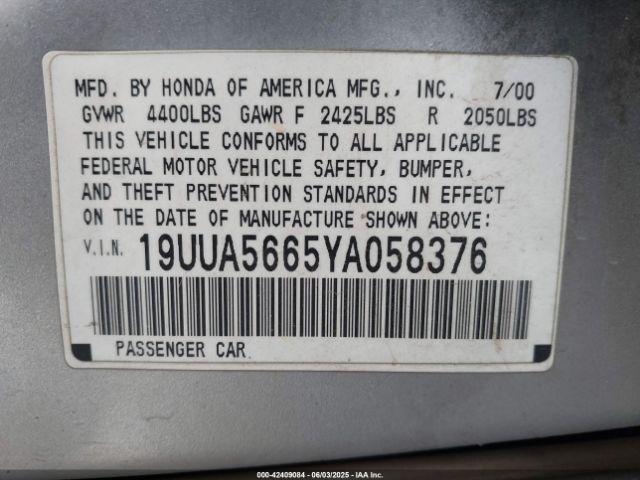 MFD. BY HONDA OF AMERICA MFG., INC. 7/00
GVWR 4400LBS GAWR F 2425LBS R 2050LBS
THIS VEHICLE CONFORMS TO ALL APPLICABLE
FEDERAL MOTOR VEHICLE SAFETY, BUMPER,
AND THEFT PREVENTION STANDARDS IN EFFECT
ON THE DATE OF MANUFACTURE SHOWN ABOVE:
V.I.N. 19UUA5665YA058376
PASSENGER CAR
000-42409084 - 06/03/2025 - IAA Inc.